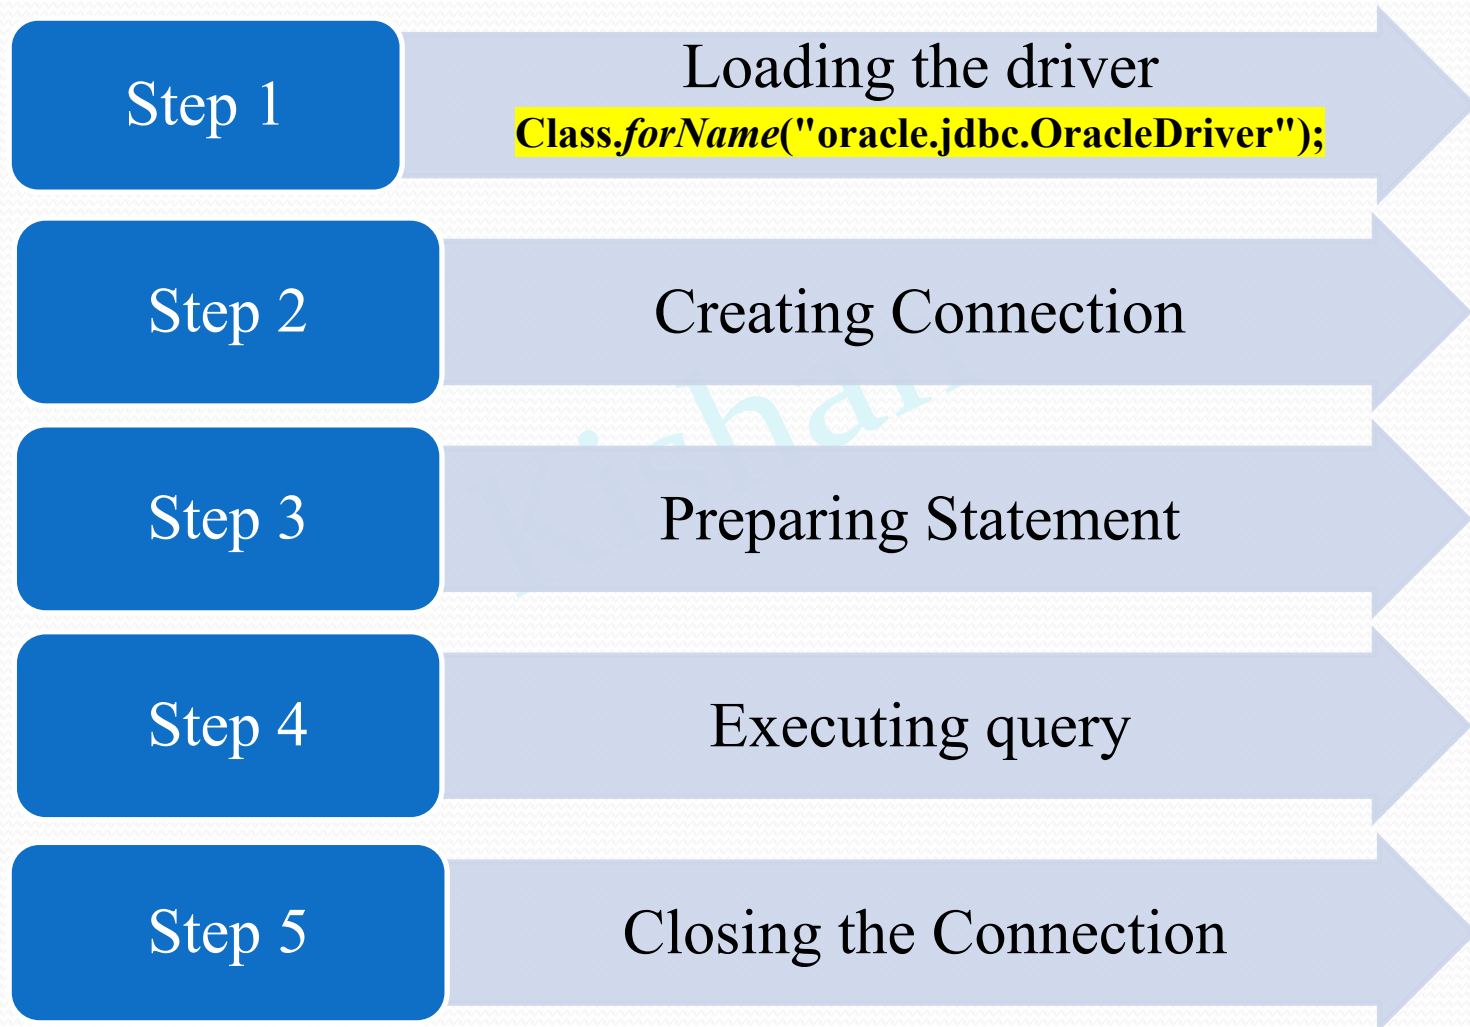 Step 1
Loading the driver
Class.forName("oracle.jdbc.OracleDriver");
Step 2
Creating Connection
Kishan
Step 3
Preparing Statement
Step 4
Executing query
Step 5
Closing the Connection